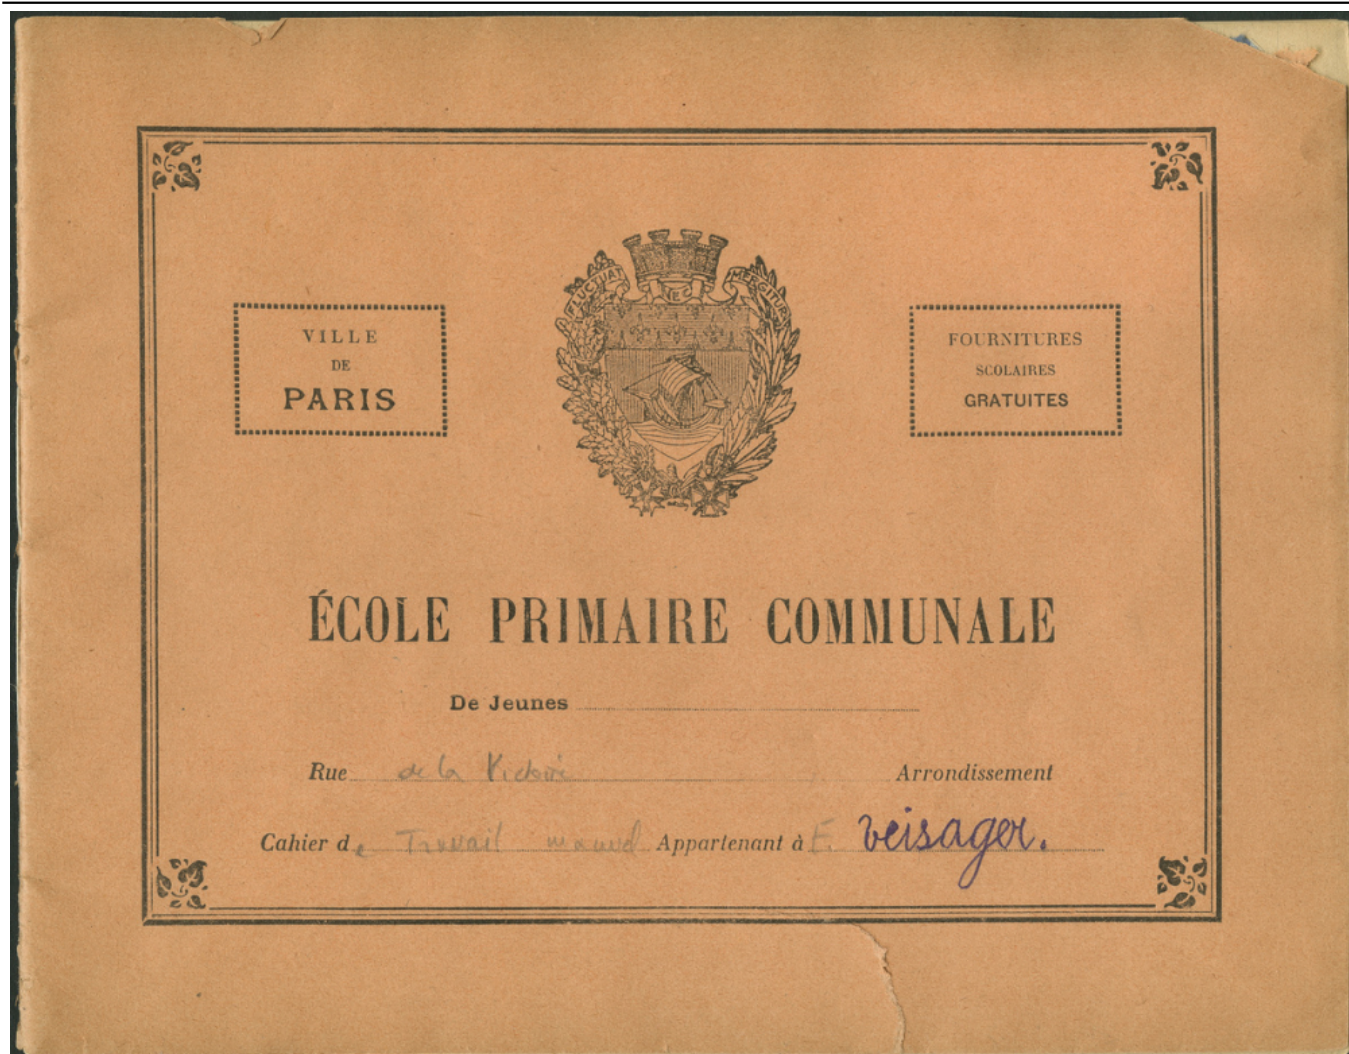 FLUCTUAT NEC MERGITUR
VILLE
DE
PARIS
FOURNITURES
SCOLAIRES
GRATUITES
ÉCOLE PRIMAIRE COMMUNALE
De Jeunes
Rue de la Victoire Arrondissement
Cahier de Travail manuel Appartenant à E. veisager.